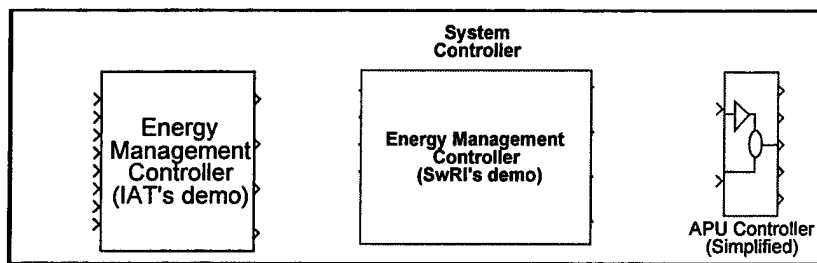 System
Controller
Energy
Management
Controller
(IAT's demo)
Energy Management
Controller
(SwRI's demo)
APU Controller
(Simplified)